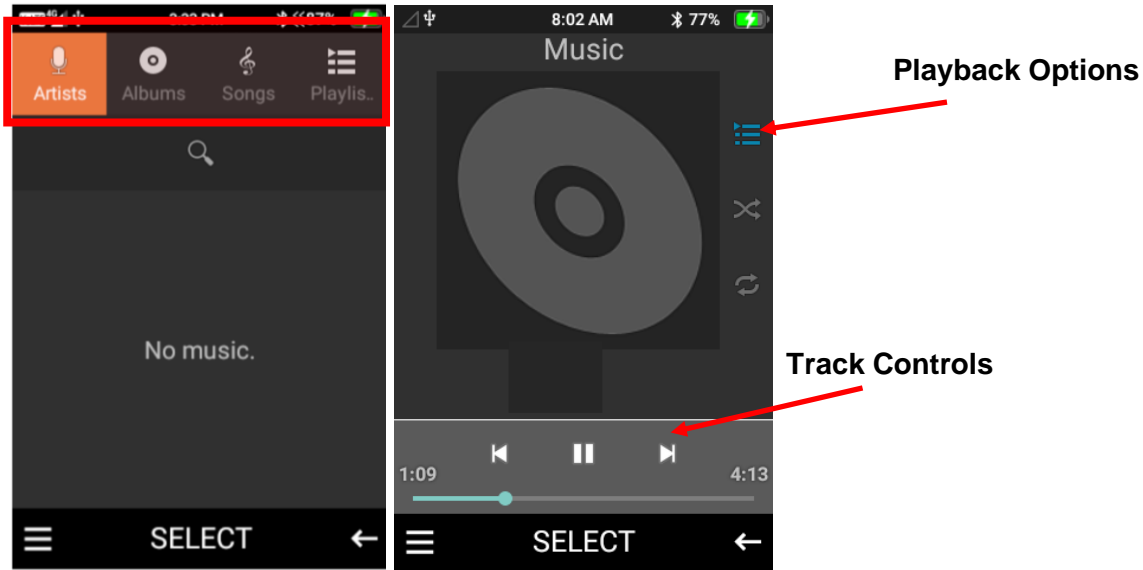 8:02 AM
77%
Artists
Albums
Songs
Playlis..
No music.
SELECT
Music
1:09
4:13
SELECT
Playback Options
Track Controls